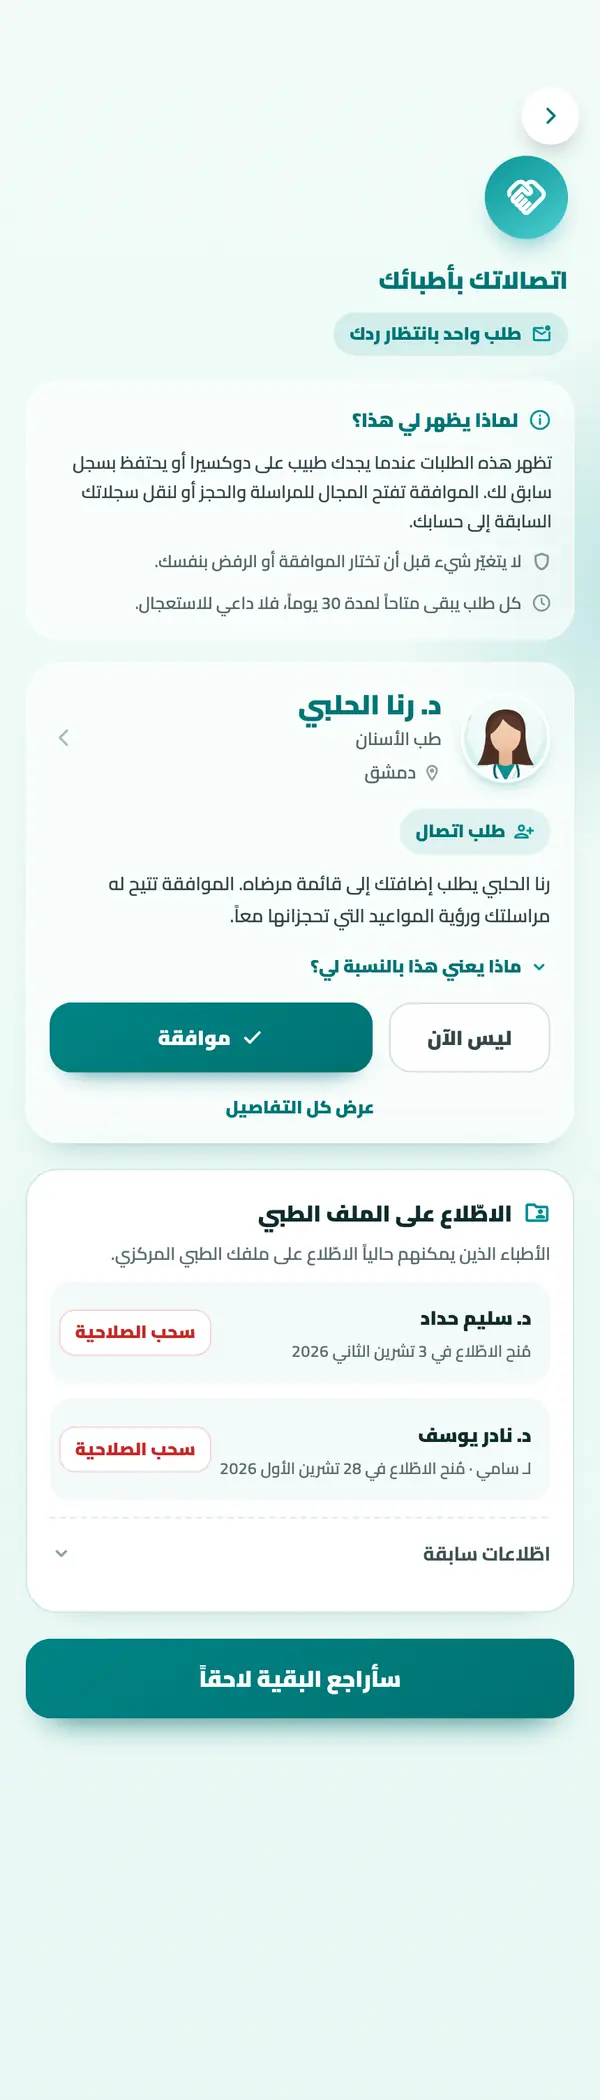 اتصالاتك بأطبائك
طلب واحد بانتظار ردك
لماذا يظهر لي هذا؟
تظهر هذه الطلبات عندما يجدك طبيب على دوكسيرا أو يحتفظ بسجل
سابق لك. الموافقة تفتح المجال للمراسلة والحجز أو لنقل سجلاتك
السابقة إلى حسابك.
لا يتغيّر شيء قبل أن تختار الموافقة أو الرفض بنفسك.
كل طلب يبقى متاحاً لمدة 30 يوماً، فلا داعي للاستعجال.
د. رنا الحلبي
طب الأسنان
دمشق
طلب اتصال
رنا الحلبي يطلب إضافتك إلى قائمة مرضاه. الموافقة تتيح له
مراسلتك ورؤية المواعيد التي تحجزانها معاً.
ماذا يعني هذا بالنسبة لي؟
ليس الآن
موافقة
عرض كل التفاصيل
الاطّلاع على الملف الطبي
الأطباء الذين يمكنهم حالياً الاطّلاع على ملفك الطبي المركزي.
د. سليم حداد
مُنح الاطّلاع في 3 تشرين الثاني 2026
سحب الصلاحية
د. نادر يوسف
لـ سامي · مُنح الاطّلاع في 28 تشرين الأول 2026
سحب الصلاحية
اطّلاعات سابقة
سأراجع البقية لاحقاً